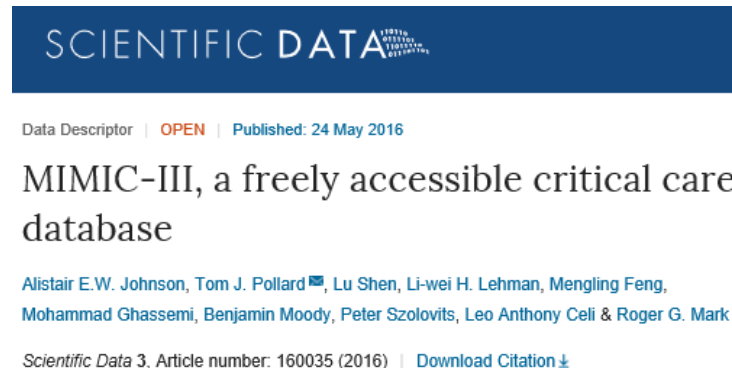 SCIENTIFIC DATA
Data Descriptor | OPEN | Published: 24 May 2016
MIMIC-III, a freely accessible critical care
database
Alistair E.W. Johnson, Tom J. Pollard, Lu Shen, Li-wei H. Lehman, Mengling Feng,
Mohammad Ghassemi, Benjamin Moody, Peter Szolovits, Leo Anthony Celi & Roger G. Mark
Scientific Data 3, Article number: 160035 (2016) | Download Citation